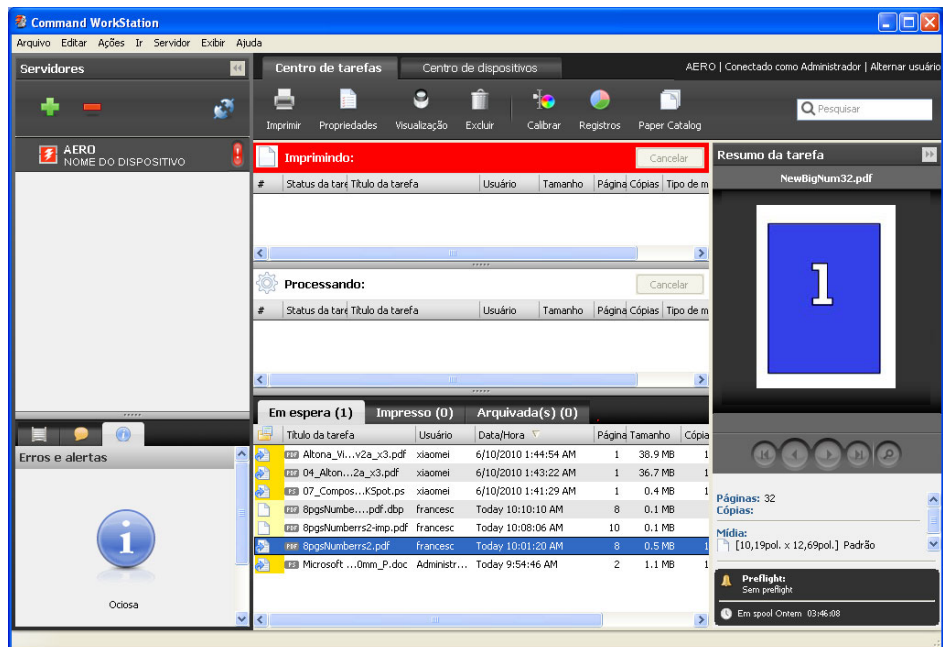 Command WorkStation
Arquivo Editar Ações Ir Servidor Exibir Ajuda
Servidores
Centro de tarefas Centro de dispositivos
AERO | Conectado como Administrador | Alternar usuário
Imprimir Propriedades Visualização Excluir Calibrar Registros Paper Catalog
Pesquisar
AERO
NOME DO DISPOSITIVO
Imprimindo: Cancelar
# Status da tare Título da tarefa Usuário Tamanho Página Cópias Tipo de m
Processando: Cancelar
# Status da tare Título da tarefa Usuário Tamanho Página Cópias Tipo de m
Em espera (1) Impresso (0) Arquivada(s) (0)
Título da tarefa Usuário Data/Hora Página Tamanho Cópia
PDF Altona_Vi...v2a_x3.pdf xiaomei 6/10/2010 1:44:54 AM 1 38.9 MB 1
PDF 04_Alton...2a_x3.pdf xiaomei 6/10/2010 1:43:22 AM 1 36.7 MB 1
PS 07_Compos...KSpot.ps xiaomei 6/10/2010 1:41:29 AM 1 0.4 MB 1
PDF 8pgsNumbe....pdf.dbp francesc Today 10:10:10 AM 8 0.1 MB
PDF 8pgsNumberrs2-imp.pdf francesc Today 10:08:06 AM 10 0.1 MB
PDF 8pgsNumberrs2.pdf francesc Today 10:01:20 AM 8 0.5 MB 1
PS Microsoft ...0mm_P.doc Administr... Today 9:54:46 AM 2 1.1 MB 1
Erros e alertas
Ociosa
Resumo da tarefa
NewBigNum32.pdf
1
Páginas: 32
Cópias:
Mídia:
[10,19pol. x 12,69pol.] Padrão
Preflight:
Sem preflight
Em spool Ontem 03:46:08